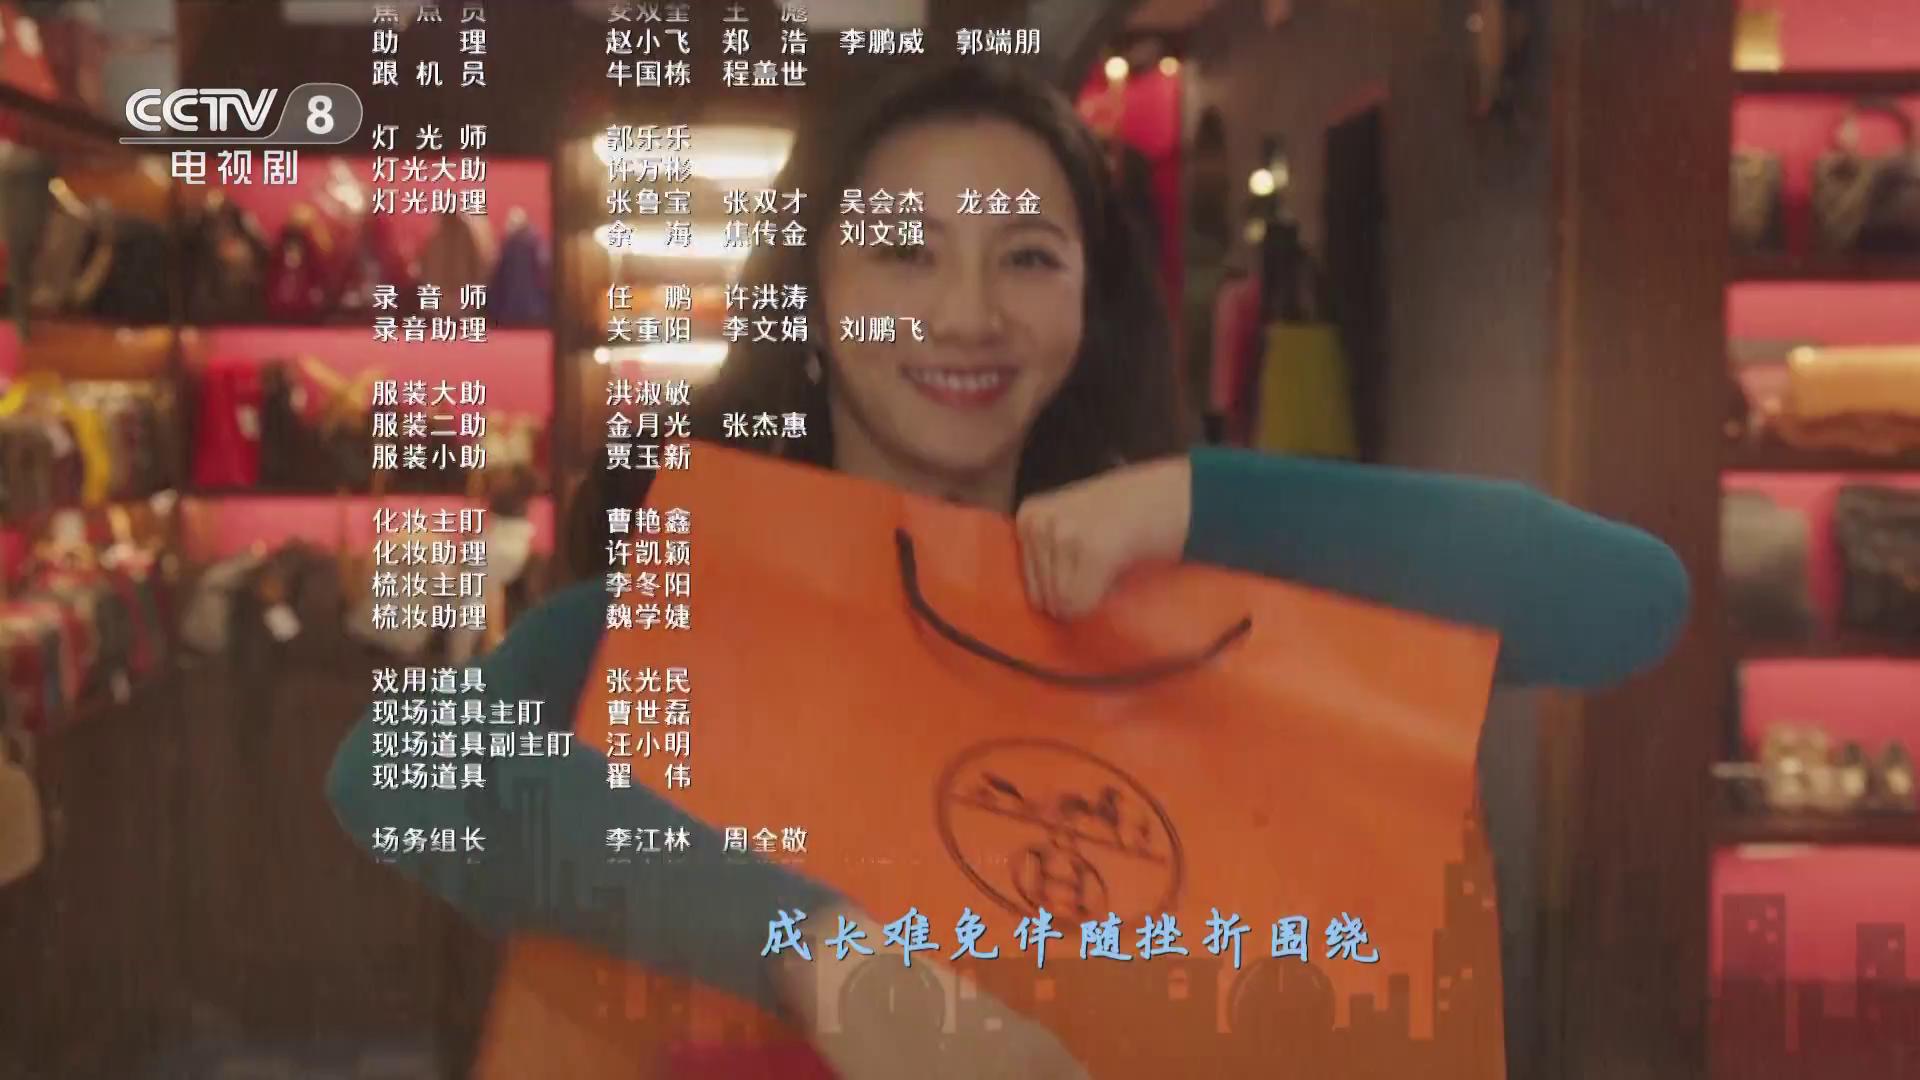 焦点员 安双奎 王彪
助理 赵小飞 郑浩 李鹏威 郭端朋
跟机员 牛国栋 程盖世
CCTV 8
电视剧
灯光师 郭乐乐
灯光大助 许万彬
灯光助理 张鲁宝 张双才 吴会杰 龙金金
余海 焦传金 刘文强
录音师 任鹏 许洪涛
录音助理 关重阳 李文娟 刘鹏飞
服装大助 洪淑敏
服装二助 金月光 张杰惠
服装小助 贾玉新
化妆主盯 曹艳鑫
化妆助理 许凯颖
梳妆主盯 李冬阳
梳妆助理 魏学婕
戏用道具 张光民
现场道具主盯 曹世磊
现场道具副主盯 汪小明
现场道具 翟伟
场务组长 李江林 周全敬
成长难免伴随挫折围绕